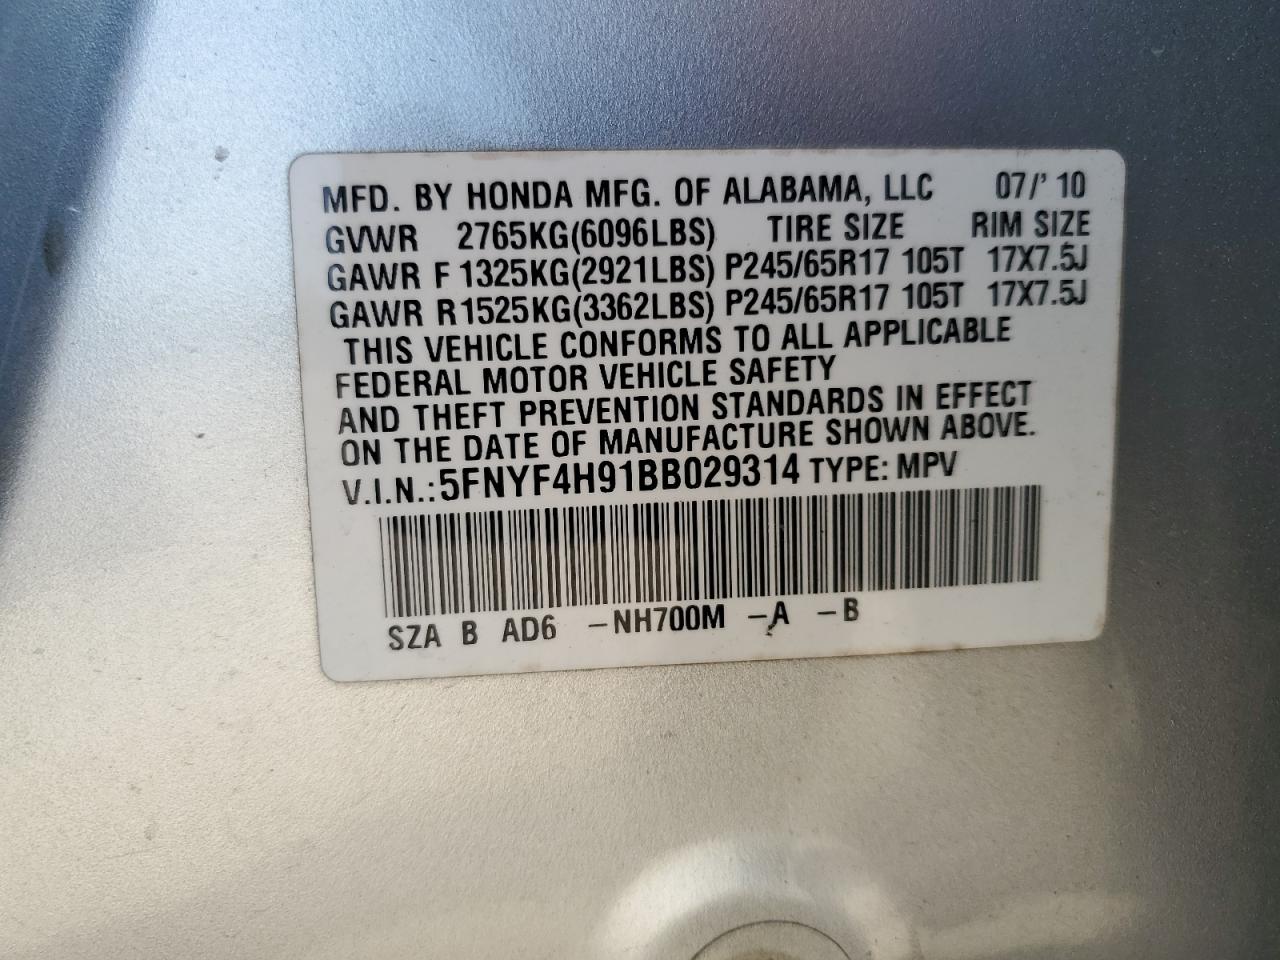 MFD. BY HONDA MFG. OF ALABAMA, LLC 07/' 10
GVWR 2765KG(6096LBS) TIRE SIZE RIM SIZE
GAWR F 1325KG(2921LBS) P245/65R17 105T 17X7.5J
GAWR R1525KG(3362LBS) P245/65R17 105T 17X7.5J
THIS VEHICLE CONFORMS TO ALL APPLICABLE
FEDERAL MOTOR VEHICLE SAFETY
AND THEFT PREVENTION STANDARDS IN EFFECT
ON THE DATE OF MANUFACTURE SHOWN ABOVE.
V.I.N.: 5FNYF4H91BB029314 TYPE: MPV
SZA B AD6 -NH700M -A -B